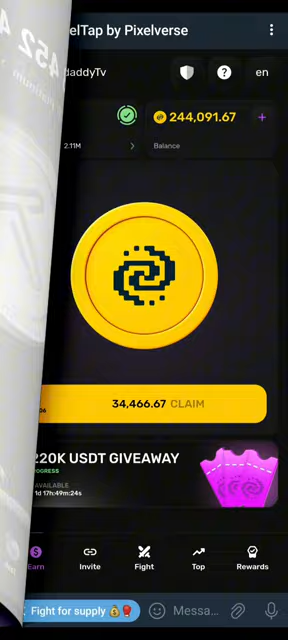 elTap by Pixelverse
daddyTv
en
244,091.67 +
2.11M
Balance
34,466.67 CLAIM
220K USDT GIVEAWAY
OGRESS
AVAILABLE
1d 17h:49m:24s
Earn
Invite
Fight
Top
Rewards
Fight for supply 💰🥊
Messa...